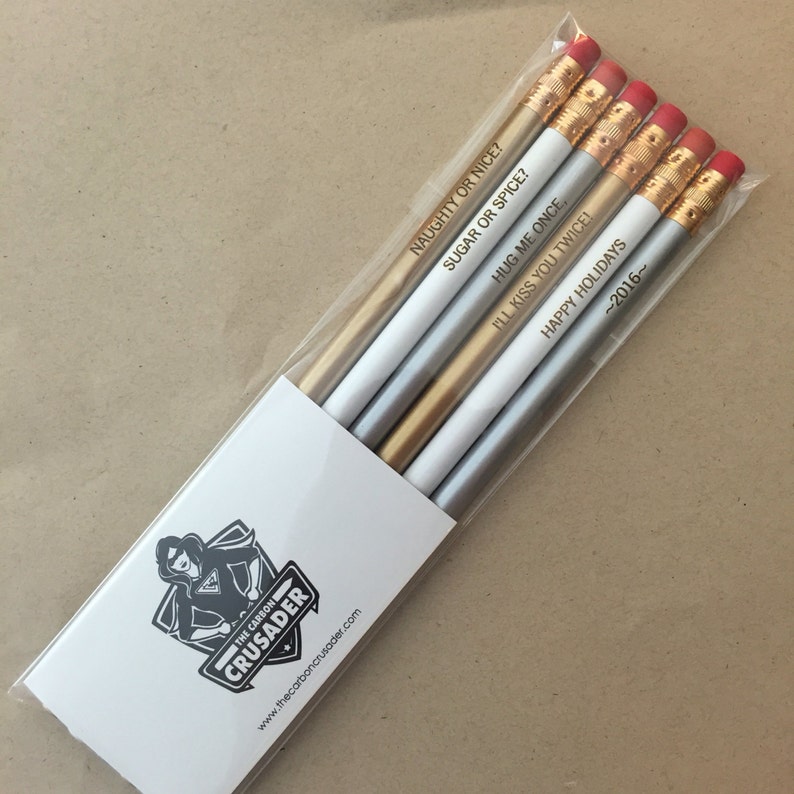 NAUGHTY OR NICE?
SUGAR OR SPICE?
HUG ME ONCE,
I'LL KISS YOU TWICE!
HAPPY HOLIDAYS
~2016~
THE CARBON
CRUSADER
www.thecarboncrusader.com